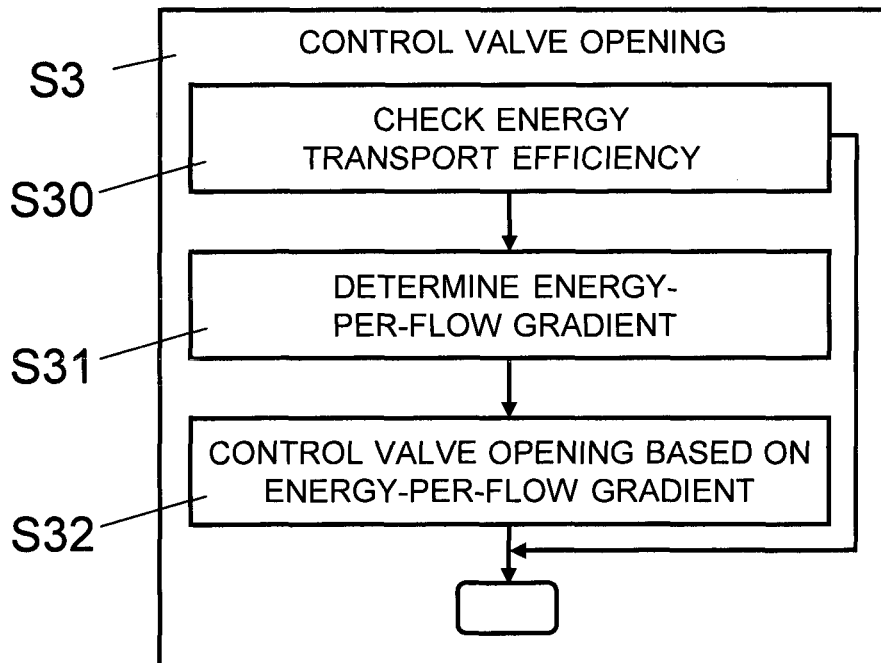 CONTROL VALVE OPENING
S3
CHECK ENERGY
TRANSPORT EFFICIENCY
S30
DETERMINE ENERGY-
PER-FLOW GRADIENT
S31
CONTROL VALVE OPENING BASED ON
ENERGY-PER-FLOW GRADIENT
S32